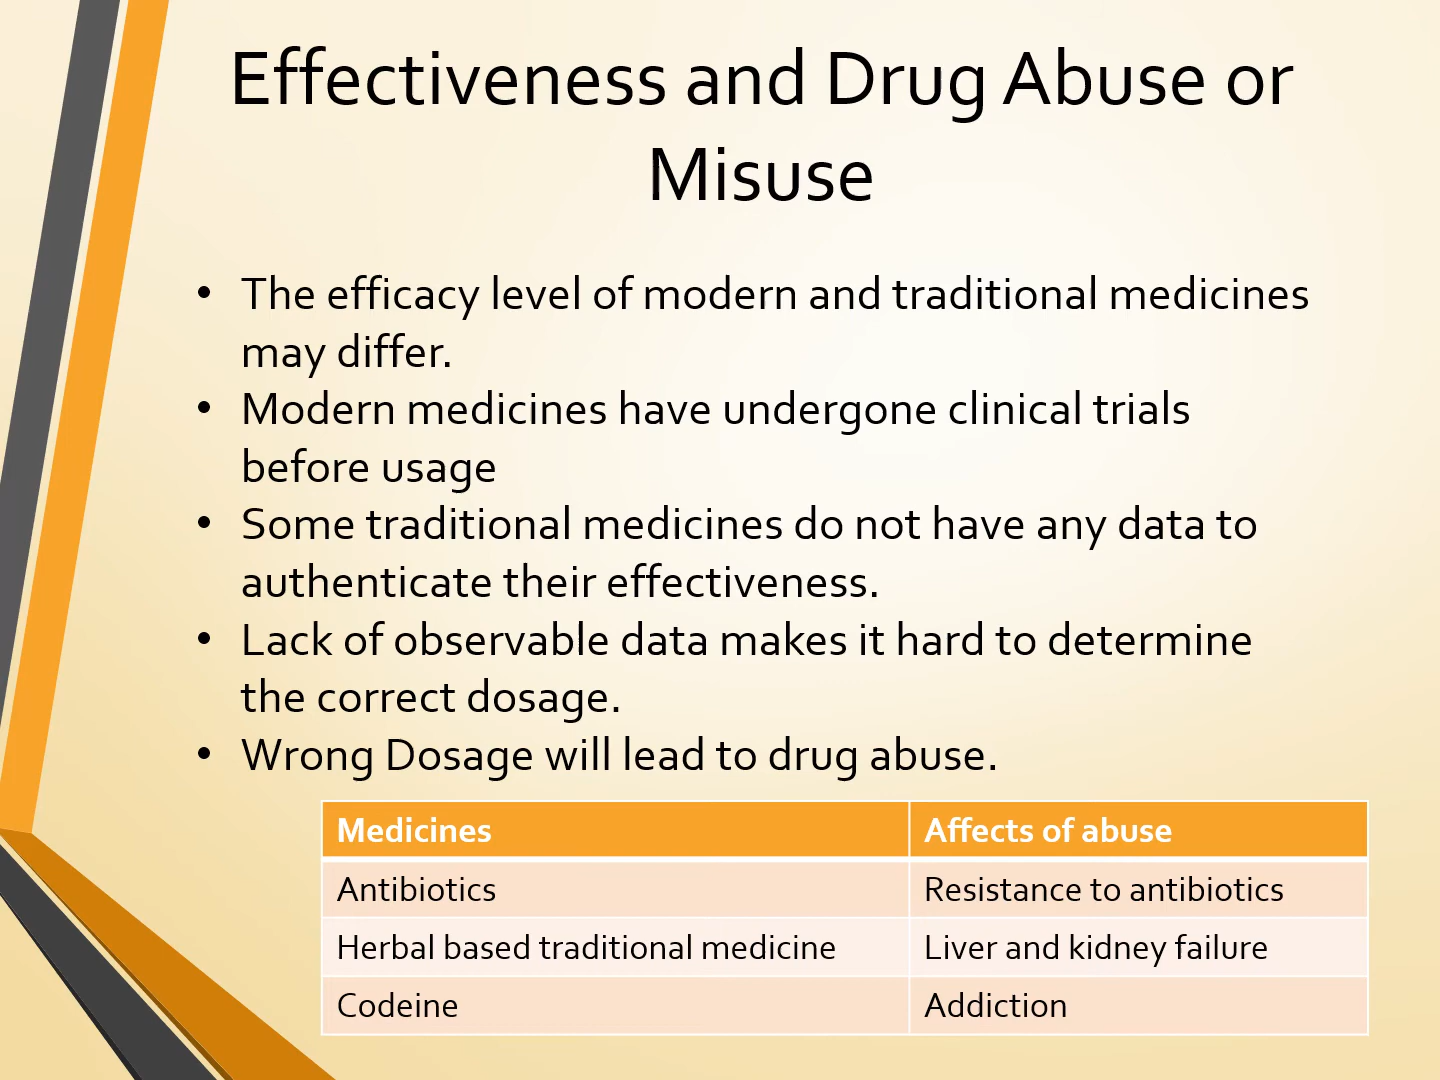 Effectiveness and Drug Abuse or
Misuse
• The efficacy level of modern and traditional medicines
may differ.
• Modern medicines have undergone clinical trials
before usage
• Some traditional medicines do not have any data to
authenticate their effectiveness.
• Lack of observable data makes it hard to determine
the correct dosage.
• Wrong Dosage will lead to drug abuse.
Medicines Affects of abuse
Antibiotics Resistance to antibiotics
Herbal based traditional medicine Liver and kidney failure
Codeine Addiction